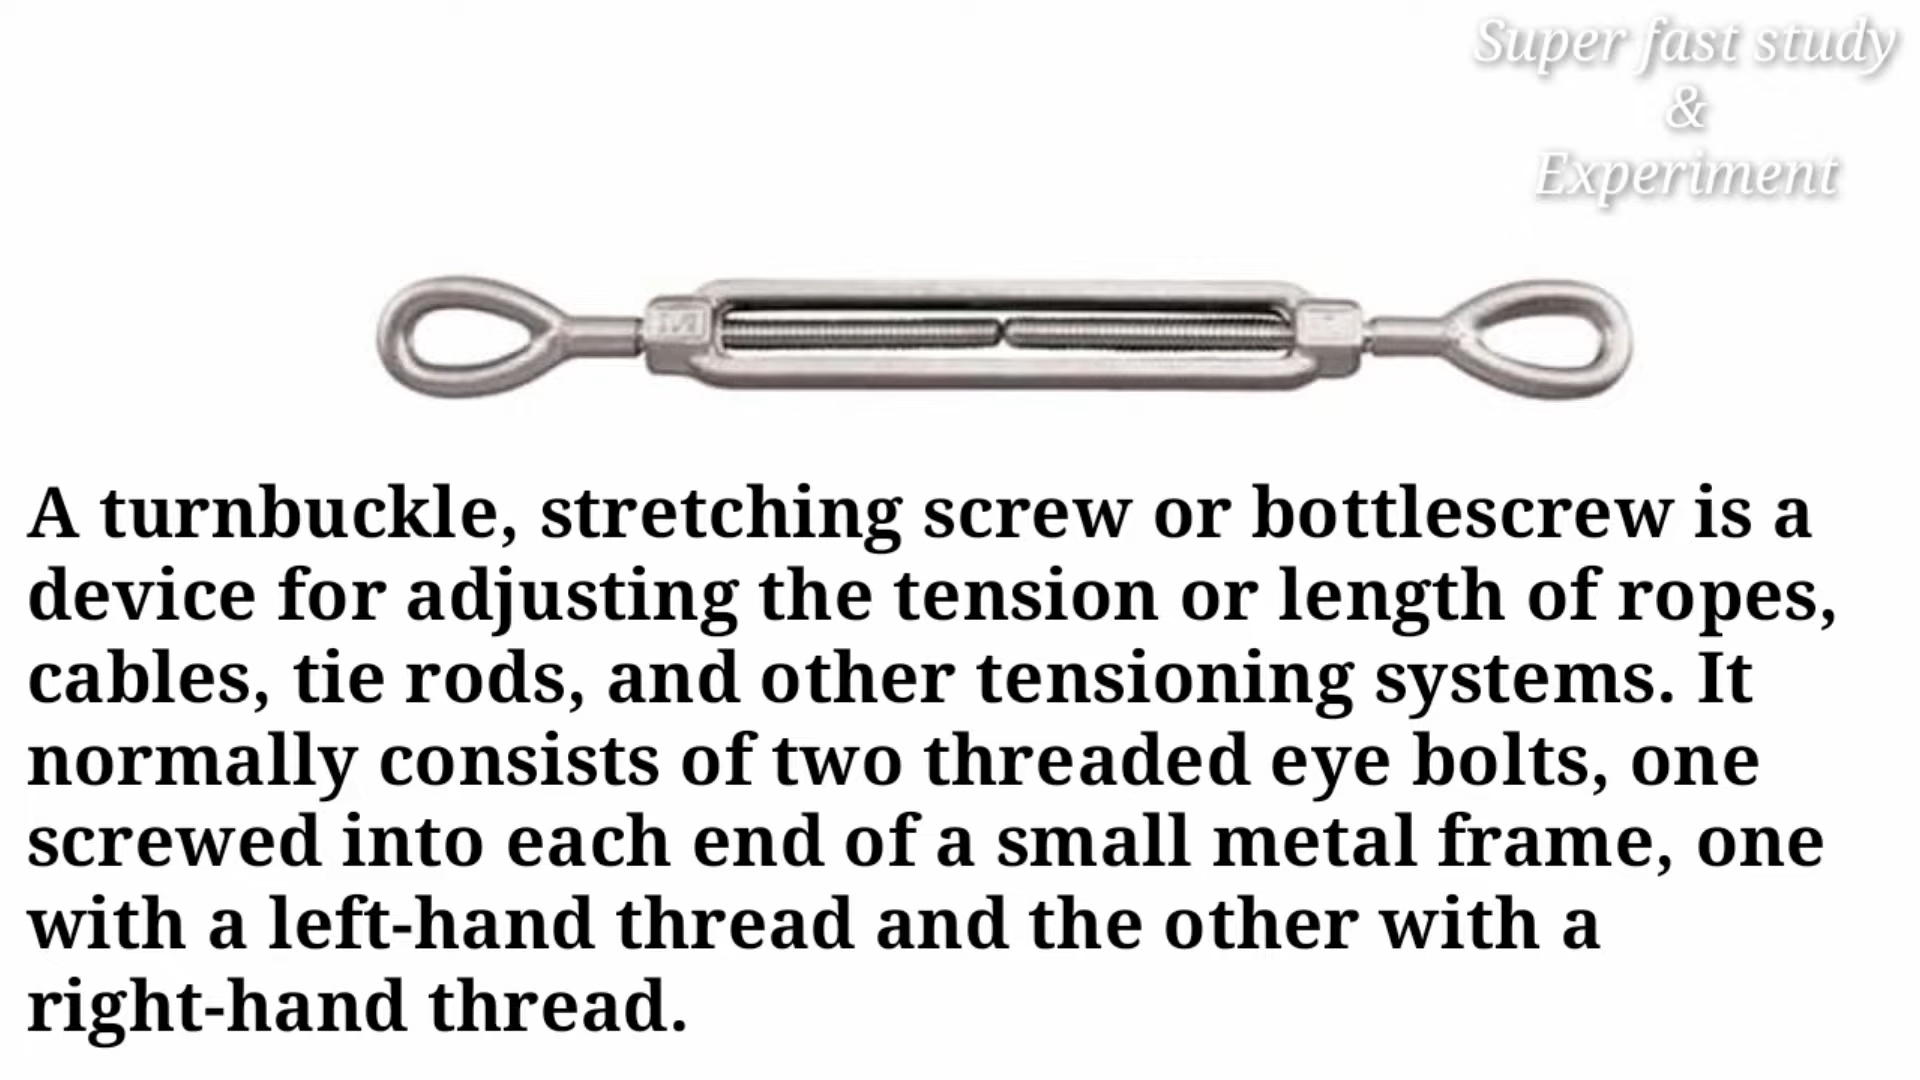 Super fast study
&
Experiment
A turnbuckle, stretching screw or bottlescrew is a
device for adjusting the tension or length of ropes,
cables, tie rods, and other tensioning systems. It
normally consists of two threaded eye bolts, one
screwed into each end of a small metal frame, one
with a left-hand thread and the other with a
right-hand thread.